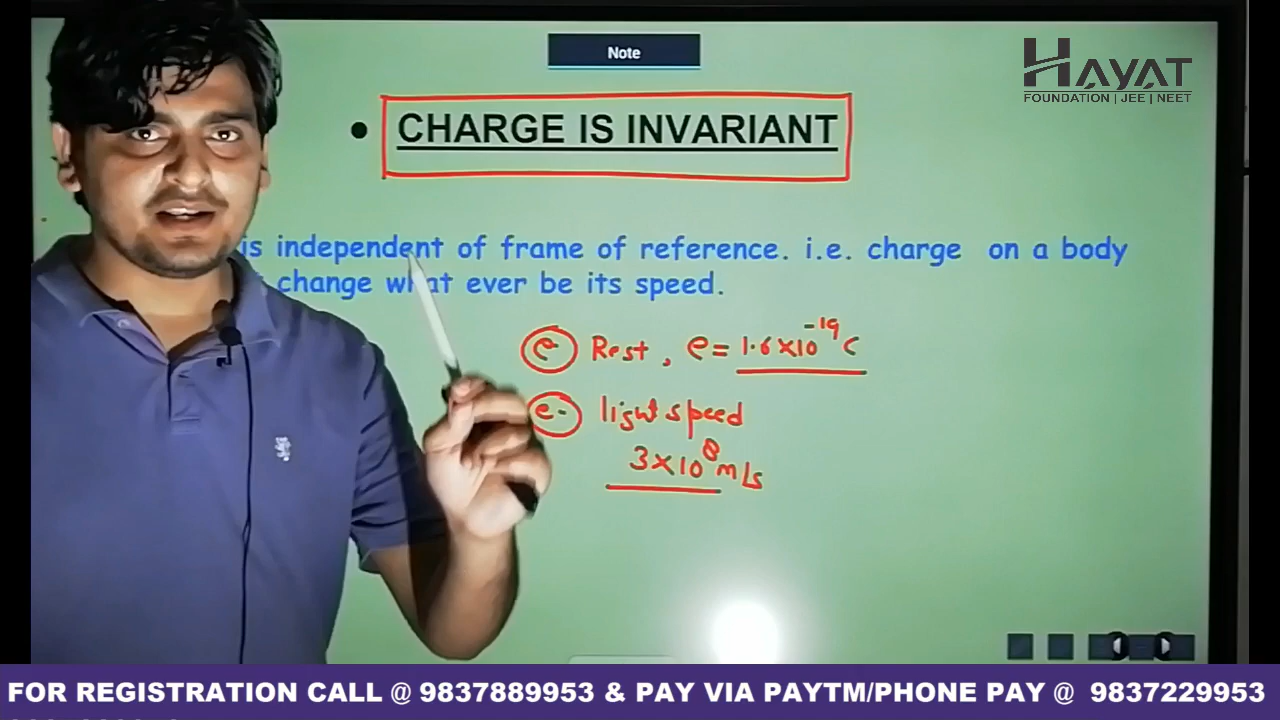 Note
HAYAT
FOUNDATION | JEE | NEET
• CHARGE IS INVARIANT
is independent of frame of reference. i.e. charge on a body
change what ever be its speed.
e Rest, e = 1.6×10⁻¹⁹ C
e- light speed
3×10⁸ m/s
FOR REGISTRATION CALL @ 9837889953 & PAY VIA PAYTM/PHONE PAY @ 9837229953